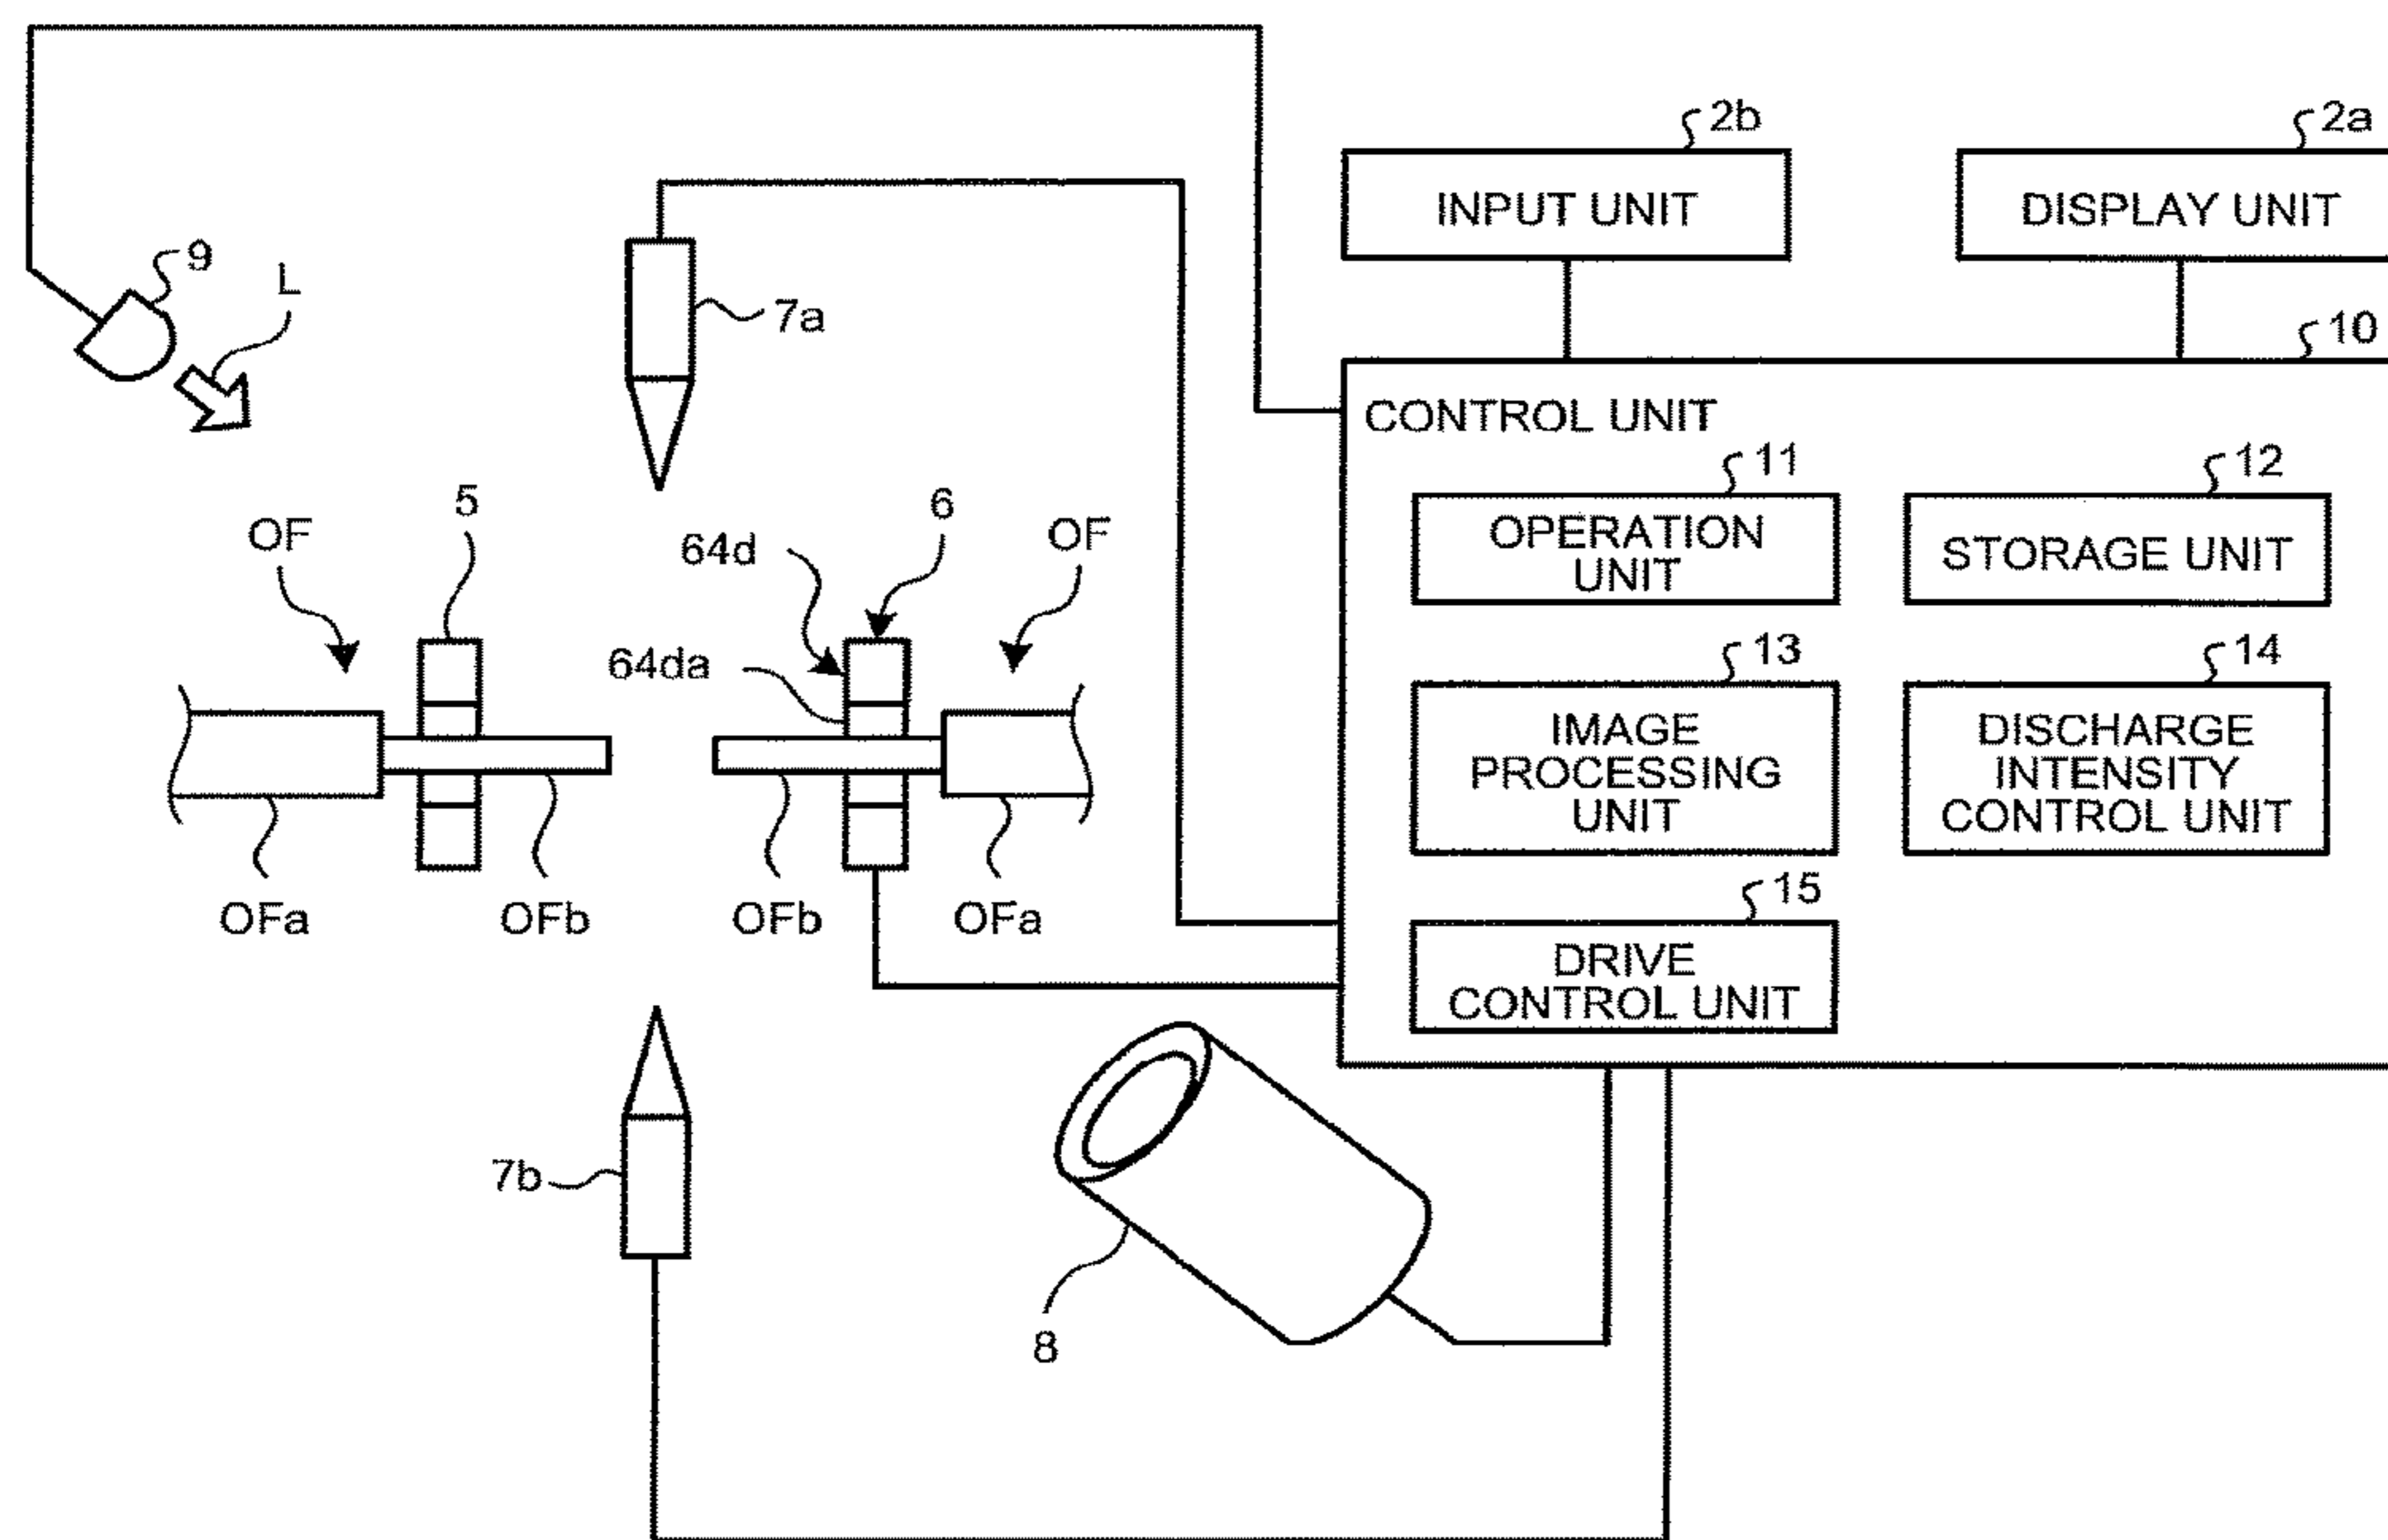 2b
2a
INPUT UNIT
DISPLAY UNIT
9
L
7a
10
CONTROL UNIT
11
12
OPERATION
UNIT
STORAGE UNIT
5
6
OF
64d
OF
64da
13
14
IMAGE
PROCESSING
UNIT
DISCHARGE
INTENSITY
CONTROL UNIT
OFa
OFb
OFb
OFa
15
DRIVE
CONTROL UNIT
7b
8